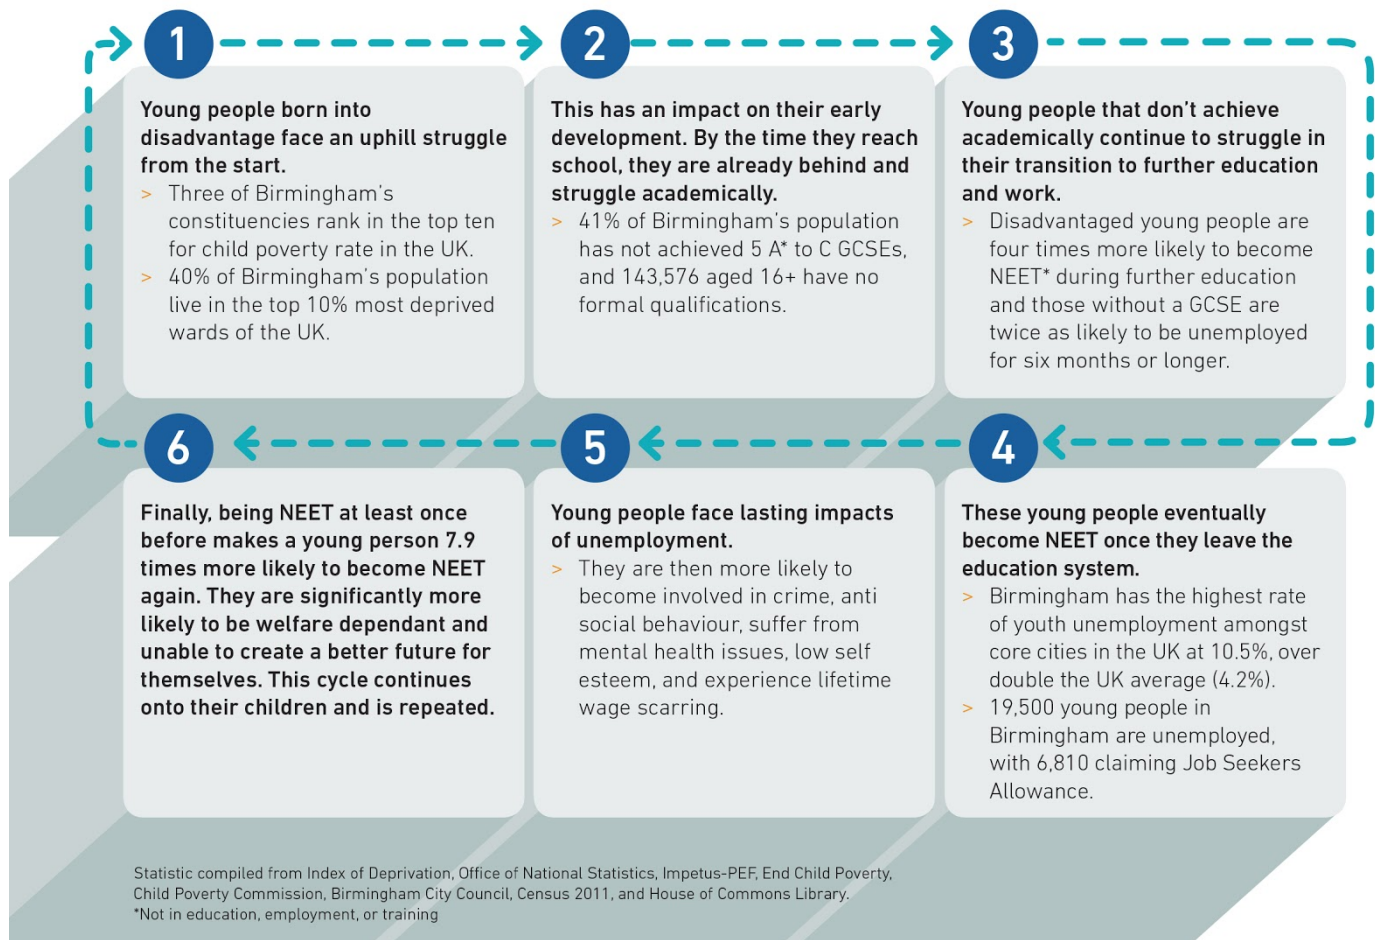 1
Young people born into
disadvantage face an uphill struggle
from the start.
> Three of Birmingham's
constituencies rank in the top ten
for child poverty rate in the UK.
> 40% of Birmingham's population
live in the top 10% most deprived
wards of the UK.
2
This has an impact on their early
development. By the time they reach
school, they are already behind and
struggle academically.
> 41% of Birmingham's population
has not achieved 5 A* to C GCSEs,
and 143,576 aged 16+ have no
formal qualifications.
3
Young people that don't achieve
academically continue to struggle in
their transition to further education
and work.
> Disadvantaged young people are
four times more likely to become
NEET* during further education
and those without a GCSE are
twice as likely to be unemployed
for six months or longer.
4
These young people eventually
become NEET once they leave the
education system.
> Birmingham has the highest rate
of youth unemployment amongst
core cities in the UK at 10.5%, over
double the UK average (4.2%).
> 19,500 young people in
Birmingham are unemployed,
with 6,810 claiming Job Seekers
Allowance.
5
Young people face lasting impacts
of unemployment.
> They are then more likely to
become involved in crime, anti
social behaviour, suffer from
mental health issues, low self
esteem, and experience lifetime
wage scarring.
6
Finally, being NEET at least once
before makes a young person 7.9
times more likely to become NEET
again. They are significantly more
likely to be welfare dependant and
unable to create a better future for
themselves. This cycle continues
onto their children and is repeated.
Statistic compiled from Index of Deprivation, Office of National Statistics, Impetus-PEF, End Child Poverty,
Child Poverty Commission, Birmingham City Council, Census 2011, and House of Commons Library.
*Not in education, employment, or training